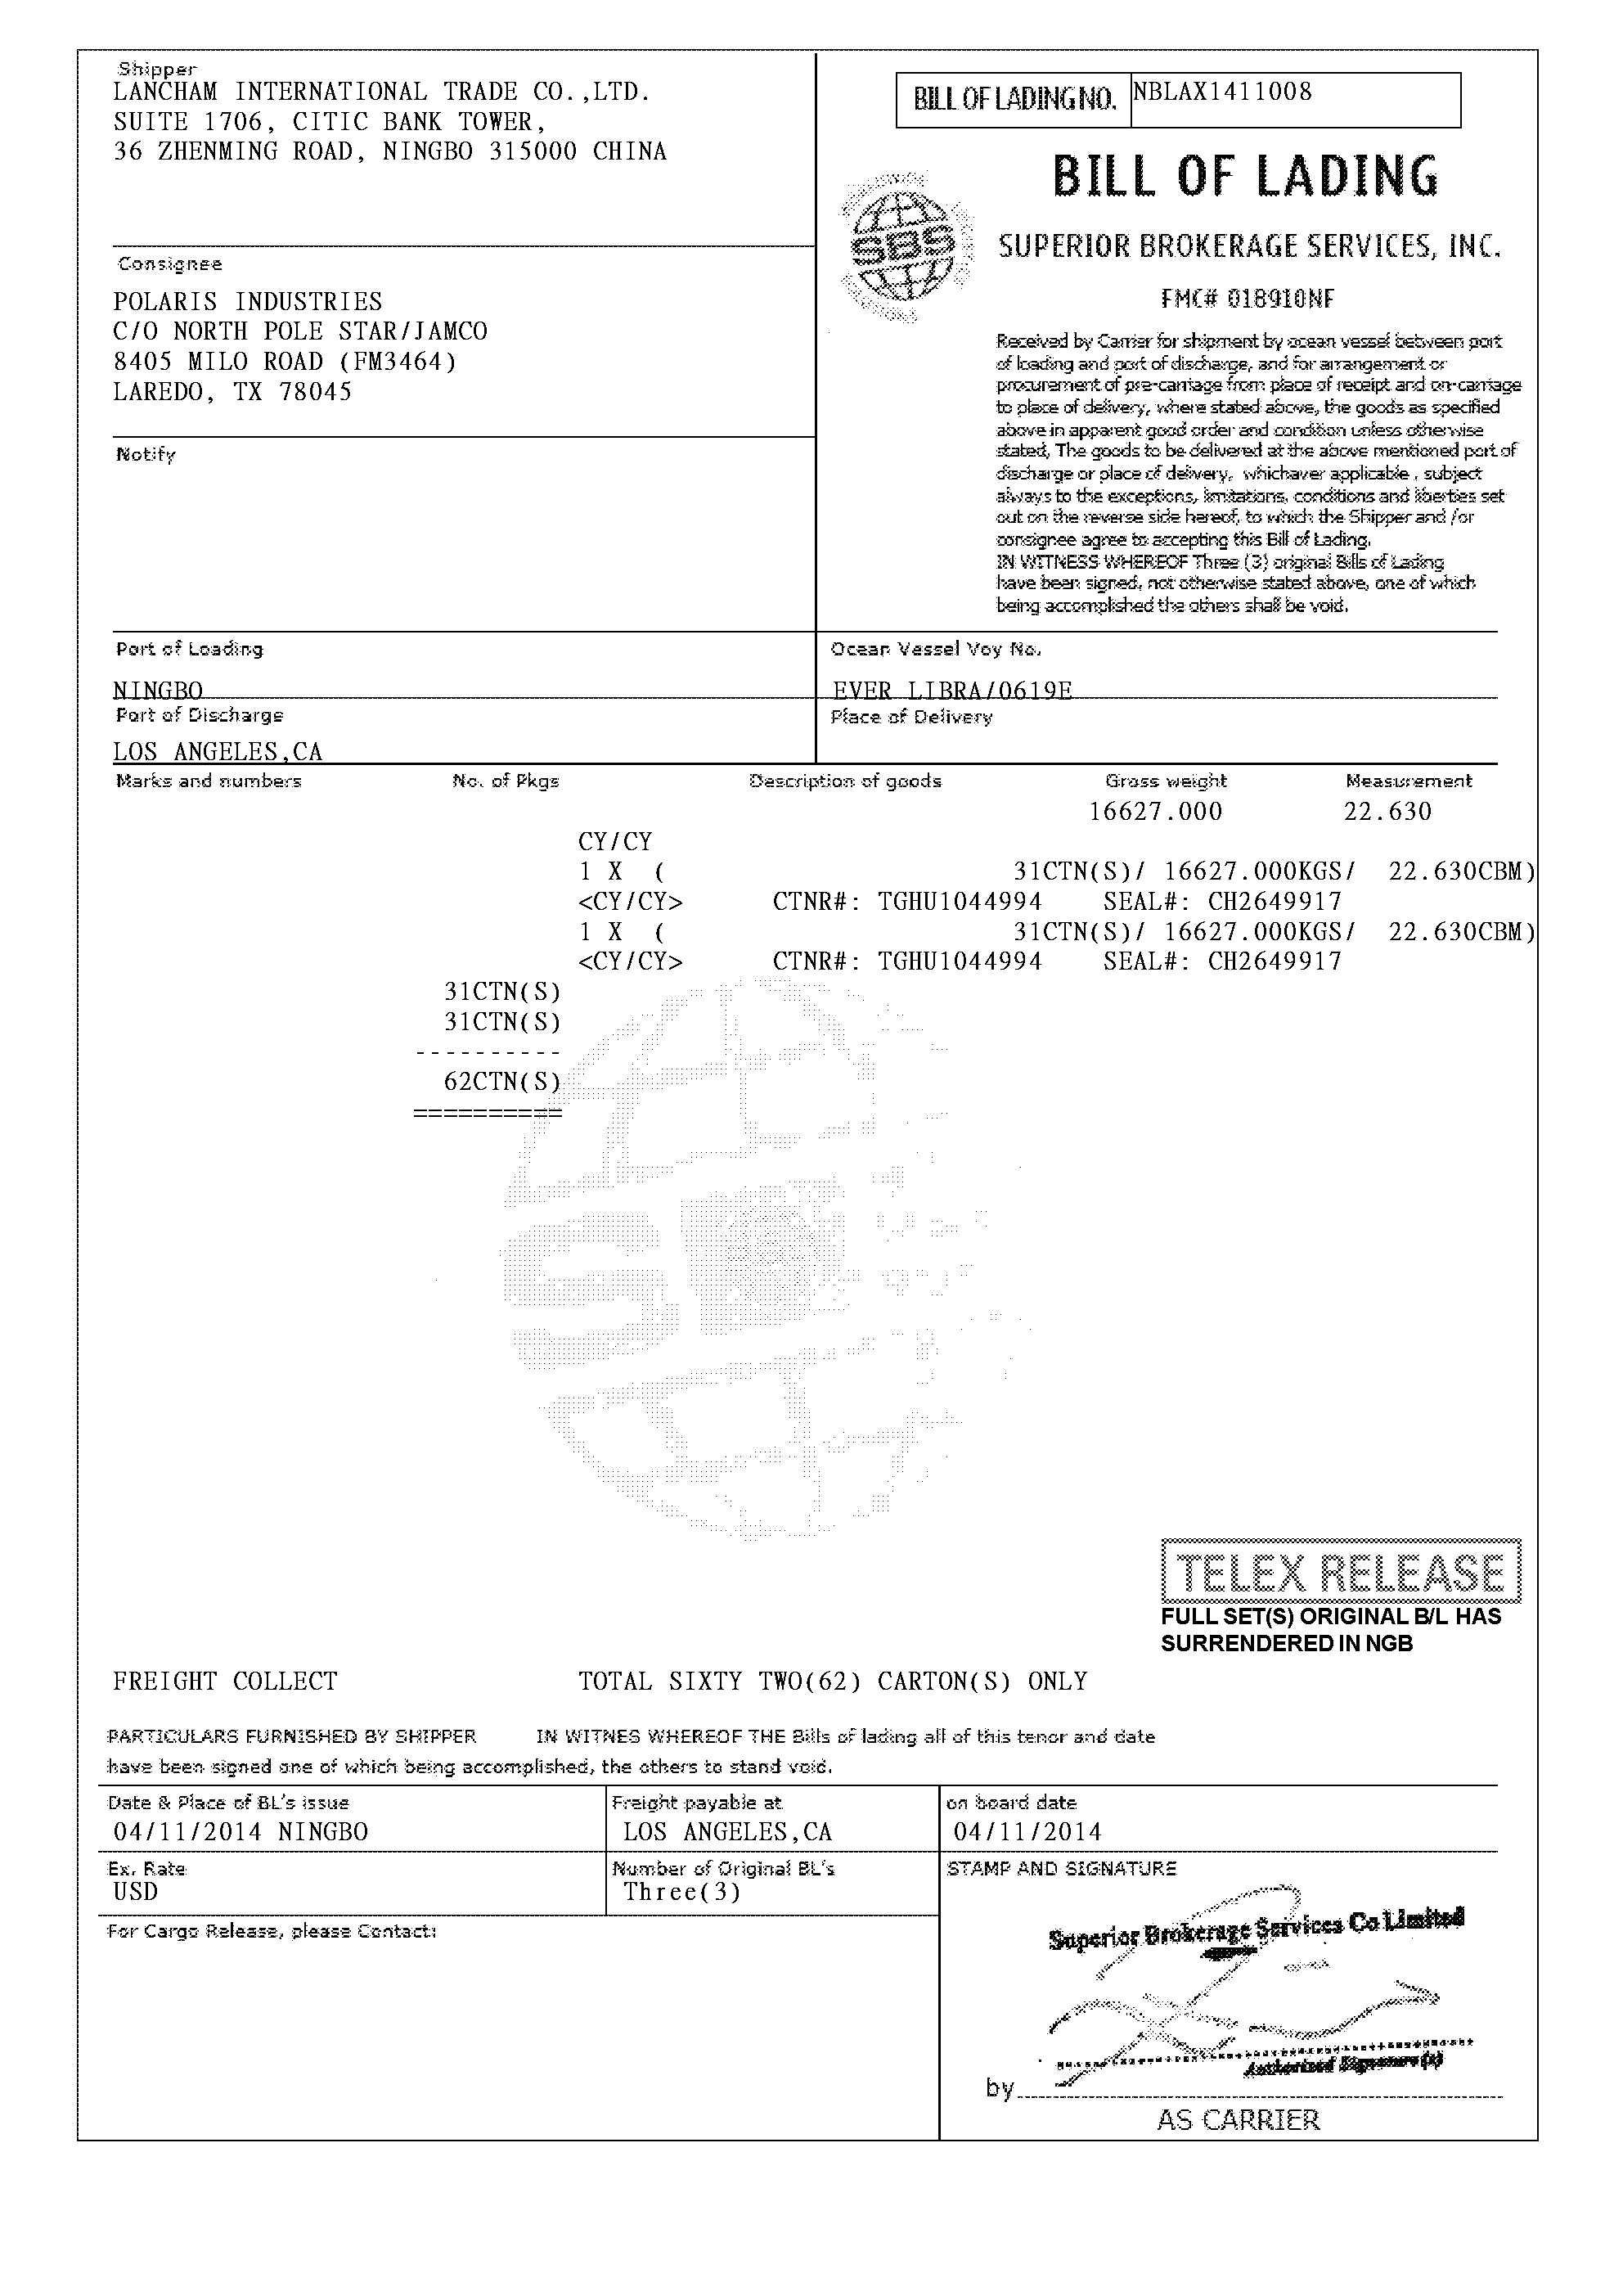 Shipper
LANCHAM INTERNATIONAL TRADE CO.,LTD.
SUITE 1706, CITIC BANK TOWER,
36 ZHENMING ROAD, NINGBO 315000 CHINA
BILL OF LADING NO. NBLAX1411008
BILL OF LADING
SBS
SUPERIOR BROKERAGE SERVICES, INC.
FMC# 018910NF
Consignee
POLARIS INDUSTRIES
C/O NORTH POLE STAR/JAMCO
8405 MILO ROAD (FM3464)
LAREDO, TX 78045
Notify
Received by Carrier for shipment by ocean vessel between port
of loading and port of discharge, and for arrangement or
procurement of pre-carriage from place of receipt and on-carriage
to place of delivery, where stated above, the goods as specified
above in apparent good order and condition unless otherwise
stated, The goods to be delivered at the above mentioned port of
discharge or place of delivery, whichaver applicable , subject
always to the exceptions, limitations, conditions and liberties set
out on the reverse side hereof, to which the Shipper and /or
consignee agree to accepting this Bill of Lading.
IN WITNESS WHEREOF Three (3) original Bills of Lading
have been signed, not otherwise stated above, one of which
being accomplished the others shall be void.
Port of Loading
NINGBO
Ocean Vessel Voy No.
EVER LIBRA/0619E
Port of Discharge
LOS ANGELES,CA
Place of Delivery
Marks and numbers No. of Pkgs Description of goods Gross weight Measurement
16627.000 22.630
CY/CY
1 X ( 31CTN(S)/ 16627.000KGS/ 22.630CBM)
<CY/CY> CTNR#: TGHU1044994 SEAL#: CH2649917
1 X ( 31CTN(S)/ 16627.000KGS/ 22.630CBM)
<CY/CY> CTNR#: TGHU1044994 SEAL#: CH2649917
31CTN(S)
31CTN(S)
----------
62CTN(S)
==========
TELEX RELEASE
FULL SET(S) ORIGINAL B/L HAS
SURRENDERED IN NGB
FREIGHT COLLECT TOTAL SIXTY TWO(62) CARTON(S) ONLY
PARTICULARS FURNISHED BY SHIPPER IN WITNES WHEREOF THE Bills of lading all of this tenor and date
have been signed one of which being accomplished, the others to stand void.
Date & Place of BL's issue
04/11/2014 NINGBO
Freight payable at
LOS ANGELES,CA
on board date
04/11/2014
Ex. Rate
USD
Number of Original BL's
Three(3)
STAMP AND SIGNATURE
For Cargo Release, please Contact:
Superior Brokerage Services Co Limited
Authorized Signature(s)
by
AS CARRIER